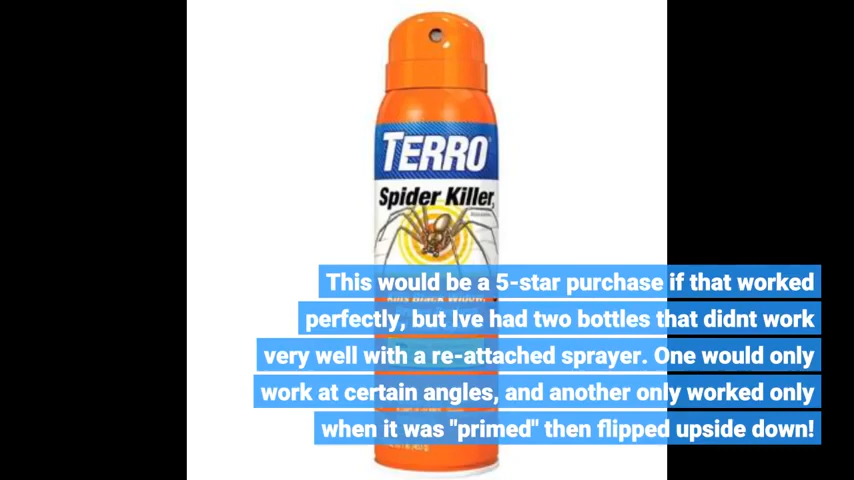 TERRO
Spider Killer
This would be a 5-star purchase if that worked
perfectly, but Ive had two bottles that didnt work
very well with a re-attached sprayer. One would only
work at certain angles, and another only worked only
when it was "primed" then flipped upside down!